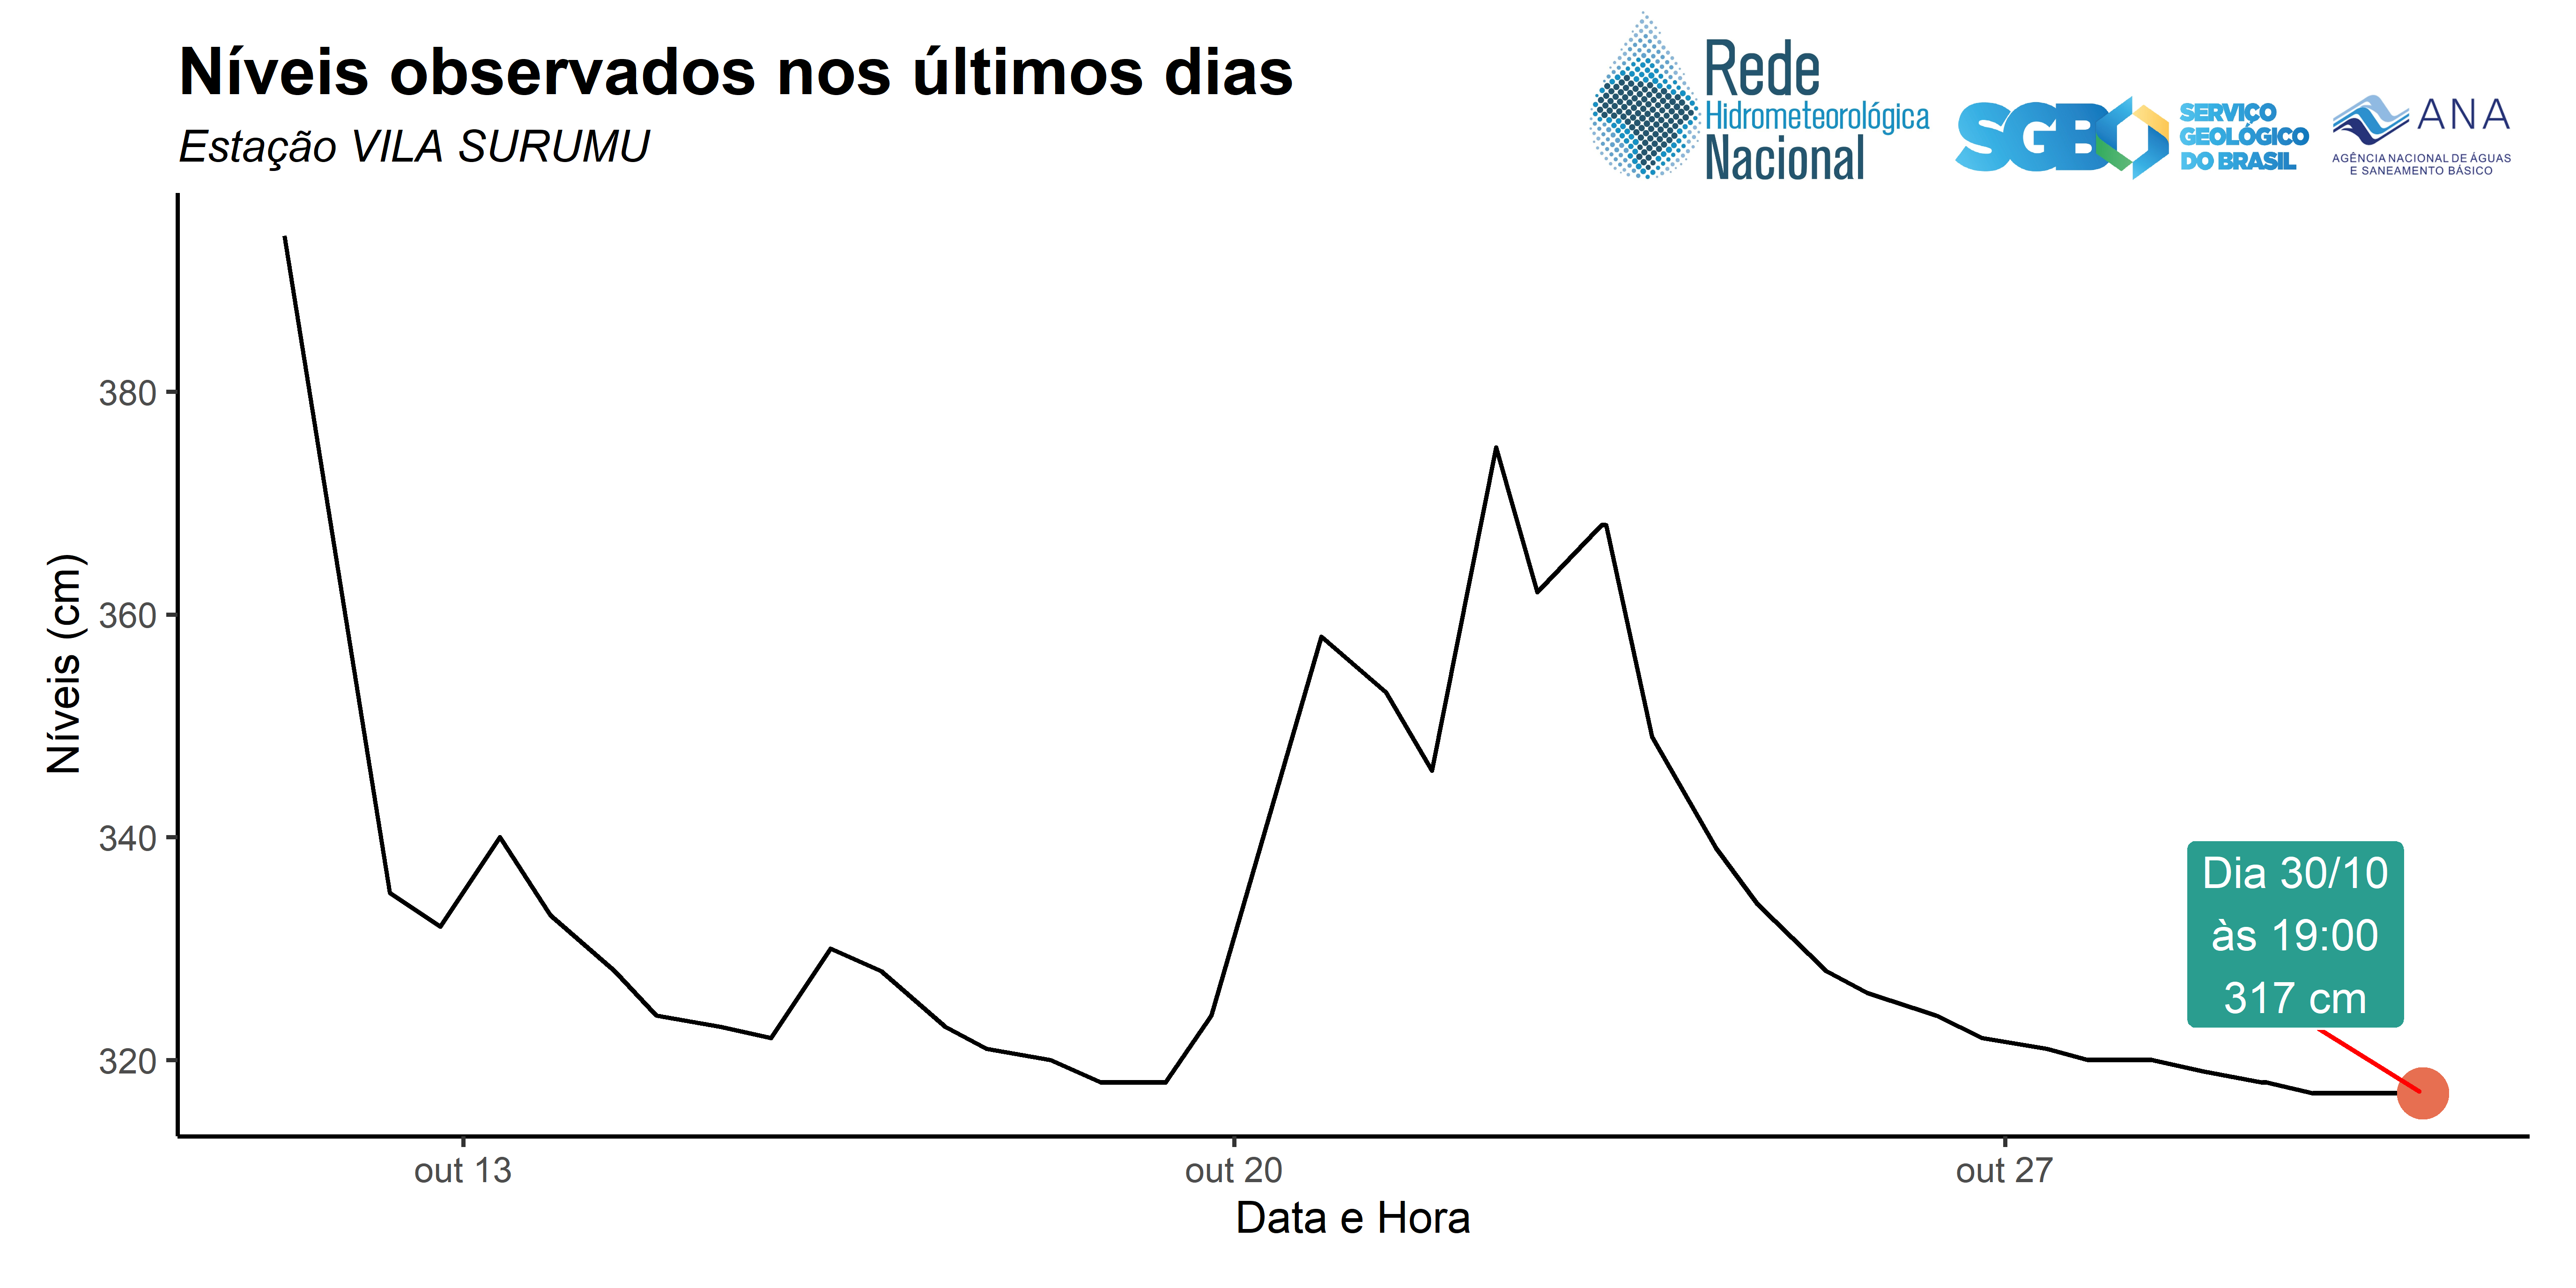 Níveis observados nos últimos dias
Estação VILA SURUMU
Rede
Hidrometeorológica
Nacional
SGB
SERVIÇO
GEOLÓGICO
DO BRASIL
ANA
AGÊNCIA NACIONAL DE ÁGUAS
E SANEAMENTO BÁSICO
Níveis (cm)
380
360
340
320
Dia 30/10
às 19:00
317 cm
out 13
out 20
out 27
Data e Hora